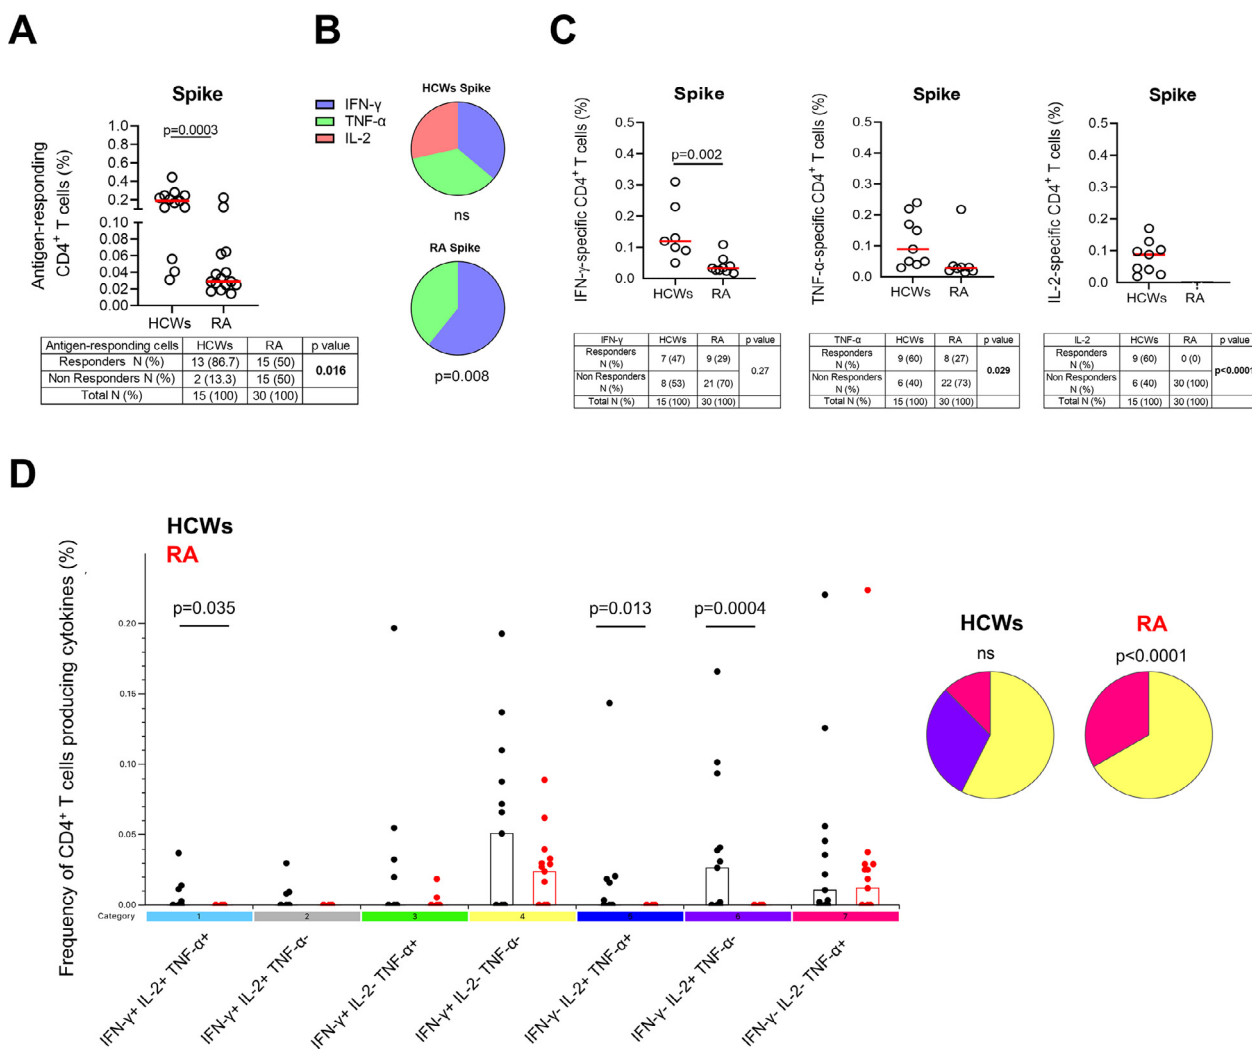 A
B
C
Spike
1.0
0.8
0.6
0.4
0.2
0.10
0.08
0.06
0.04
0.02
0.00
p=0.0003
Antigen-responding
CD4+ T cells (%)
HCWs RA
Antigen-responding cells HCWs RA p value
Responders N (%) 13 (86.7) 15 (50) 0.016
Non Responders N (%) 2 (13.3) 15 (50)
Total N (%) 15 (100) 30 (100)
IFN-γ
TNF-α
IL-2
HCWs Spike
ns
RA Spike
p=0.008
Spike
IFN-γ-specific CD4+ T cells (%)
0.5
0.4
0.3
0.2
0.1
0.0
p=0.002
HCWs RA
IFN-γ HCWs RA p value
Responders N (%) 7 (47) 9 (29) 0.27
Non Responders N (%) 8 (53) 21 (70)
Total N (%) 15 (100) 30 (100)
Spike
TNF-α-specific CD4+ T cells (%)
0.5
0.4
0.3
0.2
0.1
0.0
HCWs RA
TNF-α HCWs RA p value
Responders N (%) 9 (60) 8 (27) 0.029
Non Responders N (%) 6 (40) 22 (73)
Total N (%) 15 (100) 30 (100)
Spike
IL-2-specific CD4+ T cells (%)
0.5
0.4
0.3
0.2
0.1
0.0
HCWs RA
IL-2 HCWs RA p value
Responders N (%) 9 (60) 0 (0) p<0.0001
Non Responders N (%) 6 (40) 30 (100)
Total N (%) 15 (100) 30 (100)
D
HCWs
RA
Frequency of CD4+ T cells producing cytokines (%)
0.20
0.15
0.10
0.05
0.00
p=0.035
p=0.013
p=0.0004
Category 1 2 3 4 5 6 7
IFN-γ+ IL-2+ TNF-α+
IFN-γ+ IL-2+ TNF-α-
IFN-γ+ IL-2- TNF-α+
IFN-γ+ IL-2- TNF-α-
IFN-γ- IL-2+ TNF-α+
IFN-γ- IL-2+ TNF-α-
IFN-γ- IL-2- TNF-α+
HCWs
ns
RA
p<0.0001